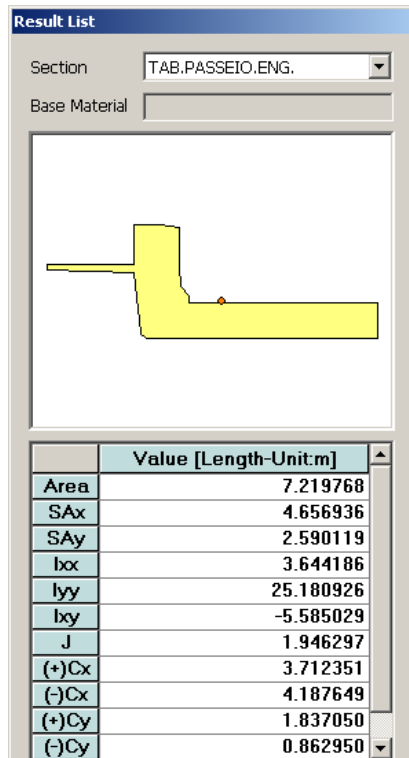 Result List
Section TAB.PASSEIO.ENG.
Base Material
Value [Length-Unit:m]
Area 7.219768
SAx 4.656936
SAy 2.590119
Ixx 3.644186
Iyy 25.180926
Ixy -5.585029
J 1.946297
(+)Cx 3.712351
(-)Cx 4.187649
(+)Cy 1.837050
(-)Cy 0.862950